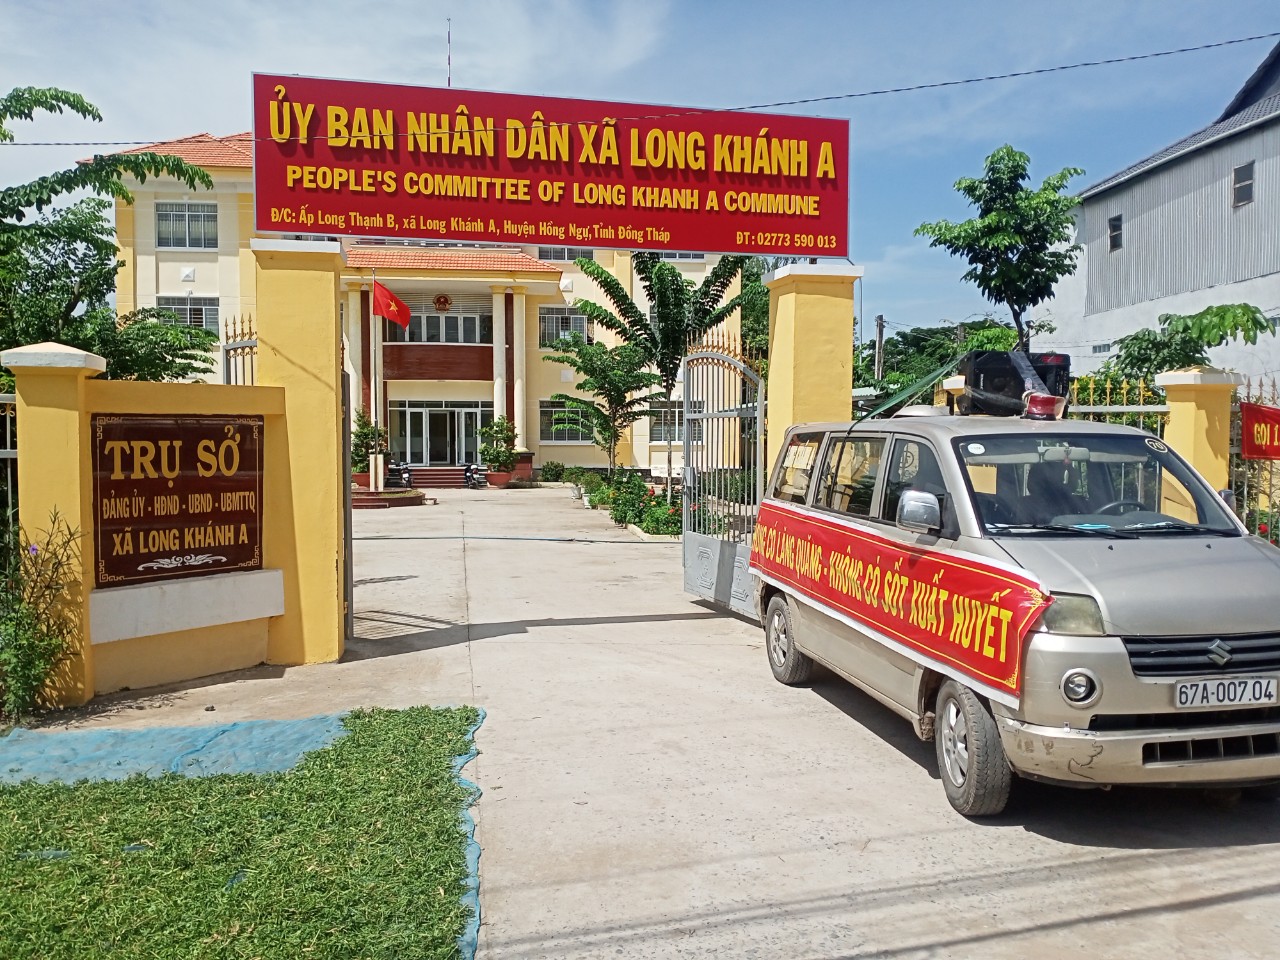 ỦY BAN NHÂN DÂN XÃ LONG KHÁNH A
PEOPLE'S COMMITTEE OF LONG KHANH A COMMUNE
Đ/C: Ấp Long Thạnh B, xã Long Khánh A, Huyện Hồng Ngự, Tỉnh Đồng Tháp
ĐT: 02773 590 013
TRỤ SỞ
ĐẢNG ỦY - HĐND - UBND - UBMTTQ
XÃ LONG KHÁNH A
CÓ LĂNG QUĂNG - KHÔNG CÓ SỐT XUẤT HUYẾT
67A-007.04
GỌI